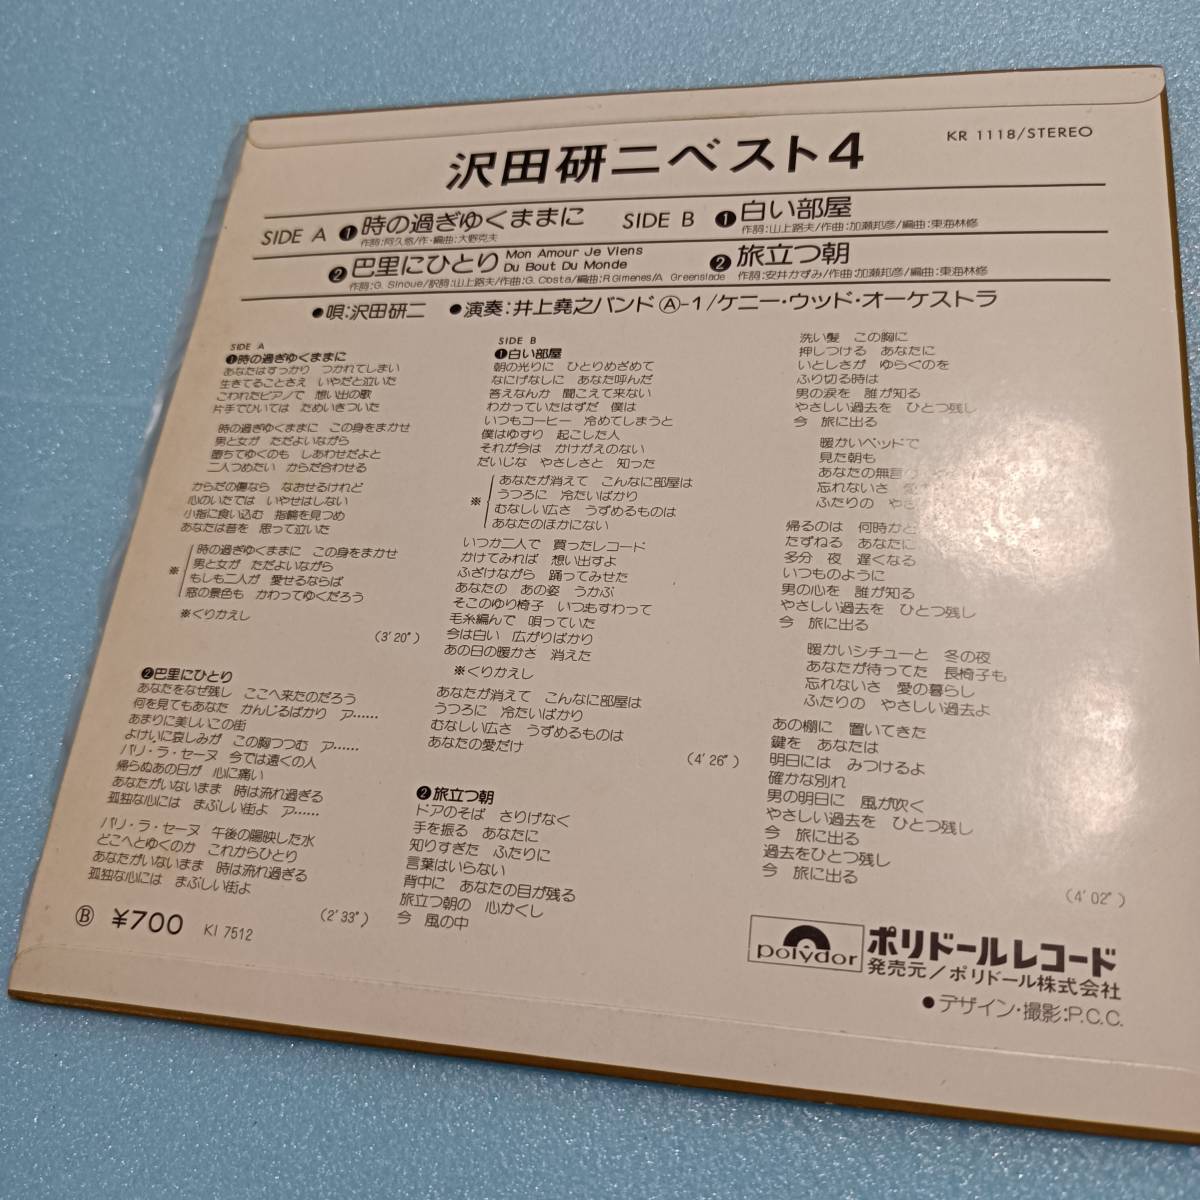 沢田研二ベスト4
KR 1118/STEREO
SIDE A ❶時の過ぎゆくままに
作詞:阿久悠/作・編曲:大野克夫
❷巴里にひとり Mon Amour Je Viens Du Bout Du Monde
作詞:G. Sinoue/訳詞:山上路夫/作曲:G. Costa/編曲:R.Gimenes/A. Greenslade
SIDE B ❶白い部屋
作詞:山上路夫/作曲:加瀬邦彦/編曲:東海林修
❷旅立つ朝
作詞:安井かずみ/作曲:加瀬邦彦/編曲:東海林修
●唄:沢田研二 ●演奏:井上堯之バンドⒶ-1/ケニー・ウッド・オーケストラ
SIDE A
❶時の過ぎゆくままに
あなたはすっかり つかれてしまい
生きてることさえ いやだと泣いた
こわれたピアノで 想い出の歌
片手でひいては ためいきついた
時の過ぎゆくままに この身をまかせ
男と女が ただよいながら
堕ちてゆくのも しあわせだよと
二人つめたい からだ合わせる
からだの傷なら なおせるけれど
心のいたでは いやせはしない
小指に食い込む 指輪を見つめ
あなたは昔を 思って泣いた
※
時の過ぎゆくままに この身をまかせ
男と女が ただよいながら
もしも二人が 愛せるならば
窓の景色も かわってゆくだろう
※くりかえし
(3′20″)
❷巴里にひとり
あなたをなぜ残し ここへ来たのだろう
何を見てもあなた かんじるばかり ア……
あまりに美しいこの街
よけいに哀しみが この胸つつむ ア……
パリ・ラ・セーヌ 今では遠くの人
帰らぬあの日が 心に痛い
あなたがいないまま 時は流れ過ぎる
孤独な心には まぶしい街よ ア……
パリ・ラ・セーヌ 午後の陽映した水
どこへとゆくのか これからひとり
あなたがいないまま 時は流れ過ぎる
孤独な心には まぶしい街よ
(2′33″)
Ⓑ ¥700 KI 7512
SIDE B
❶白い部屋
朝の光りに ひとりめざめて
なにげなしに あなた呼んだ
答えなんか 聞こえて来ない
わかっていたはずだ 僕は
いつもコーヒー 冷めてしまうと
僕はゆすり 起こした人
それが今は かけがえのない
だいじな やさしさと 知った
※
あなたが消えて こんなに部屋は
うつろに 冷たいばかり
むなしい広さ うずめるものは
あなたのほかにない
いつか二人で 買ったレコード
かけてみれば 想い出すよ
ふざけながら 踊ってみせた
あなたの あの姿 うかぶ
そこのゆり椅子 いつもすわって
毛糸編んで 唄っていた
今は白い 広がりばかり
あの日の暖かさ 消えた
※くりかえし
あなたが消えて こんなに部屋は
うつろに 冷たいばかり
むなしい広さ うずめるものは
あなたの愛だけ
(4′26″)
❷旅立つ朝
ドアのそば さりげなく
手を振る あなたに
知りすぎた ふたりに
言葉はいらない
背中に あなたの目が残る
旅立つ朝の 心かくし
今 風の中
洗い髪 この胸に
押しつける あなたに
いとしさが ゆらぐのを
ふり切る時は
男の涙を 誰が知る
やさしい過去を ひとつ残し
今 旅に出る
暖かいベッドで
見た朝も
あなたの無言の
忘れないさ
ふたりの やさ
帰るのは 何時かと
たずねる あなたに
多分 夜 遅くなる
いつものように
男の心を 誰が知る
やさしい過去を ひとつ残し
今 旅に出る
暖かいシチューと 冬の夜
あなたが待ってた 長椅子も
忘れないさ 愛の暮らし
ふたりの やさしい過去よ
あの棚に 置いてきた
鍵を あなたは
明日には みつけるよ
確かな別れ
男の明日に 風が吹く
やさしい過去を ひとつ残し
今 旅に出る
過去をひとつ残し
今 旅に出る
(4′02″)
polydor ポリドールレコード
発売元/ポリドール株式会社
●デザイン・撮影:P.C.C.